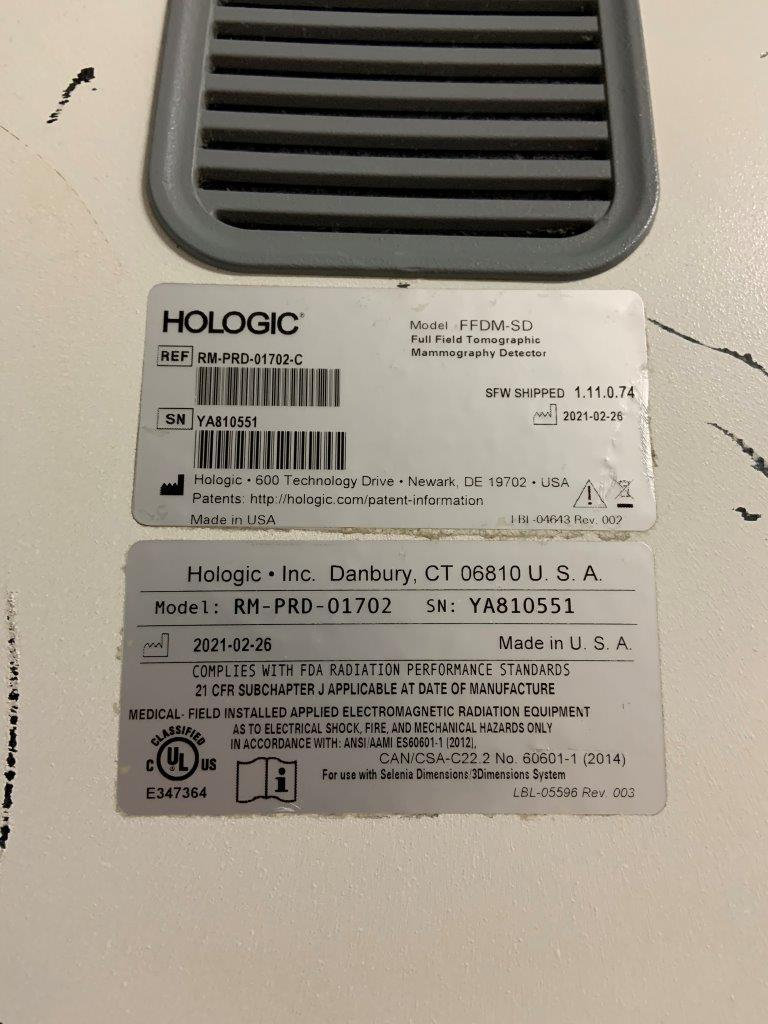 HOLOGIC®
Model FFDM-SD
Full Field Tomographic
Mammography Detector
REF RM-PRD-01702-C
SFW SHIPPED 1.11.0.74
2021-02-26
SN YA810551
Hologic • 600 Technology Drive • Newark, DE 19702 • USA
Patents: http://hologic.com/patent-information
Made in USA
LBL-04643 Rev. 002
Hologic • Inc. Danbury, CT 06810 U. S. A.
Model: RM-PRD-01702 SN: YA810551
2021-02-26 Made in U. S. A.
COMPLIES WITH FDA RADIATION PERFORMANCE STANDARDS
21 CFR SUBCHAPTER J APPLICABLE AT DATE OF MANUFACTURE
MEDICAL- FIELD INSTALLED APPLIED ELECTROMAGNETIC RADIATION EQUIPMENT
AS TO ELECTRICAL SHOCK, FIRE, AND MECHANICAL HAZARDS ONLY
IN ACCORDANCE WITH: ANSI/AAMI ES60601-1 (2012),
CAN/CSA-C22.2 No. 60601-1 (2014)
For use with Selenia Dimensions/3Dimensions System
CLASSIFIED
C UL US
E347364
i
LBL-05596 Rev. 003